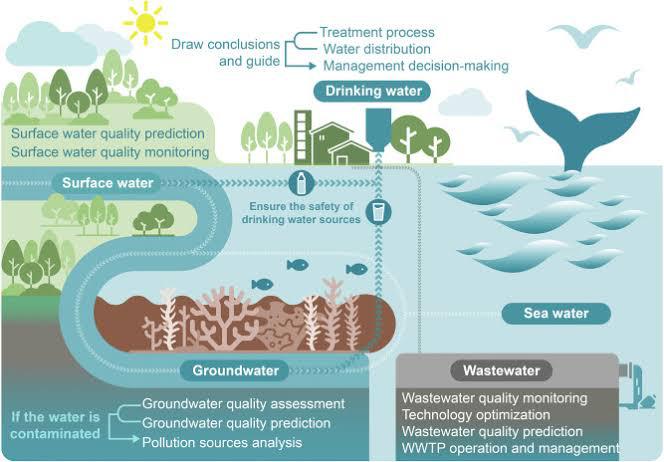 Draw conclusions
and guide
Treatment process
Water distribution
Management decision-making
Drinking water
Surface water quality prediction
Surface water quality monitoring
Surface water
Ensure the safety of
drinking water sources
Sea water
Groundwater
Wastewater
If the water is
contaminated
Groundwater quality assessment
Groundwater quality prediction
Pollution sources analysis
Wastewater quality monitoring
Technology optimization
Wastewater quality prediction
WWTP operation and management